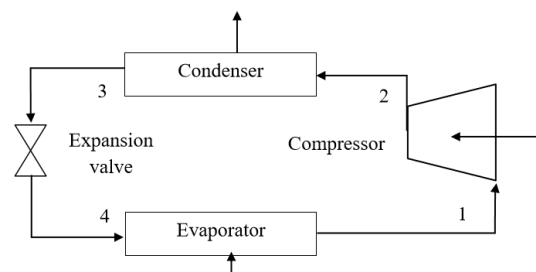 Condenser
3
2
Expansion
valve
Compressor
4
Evaporator
1